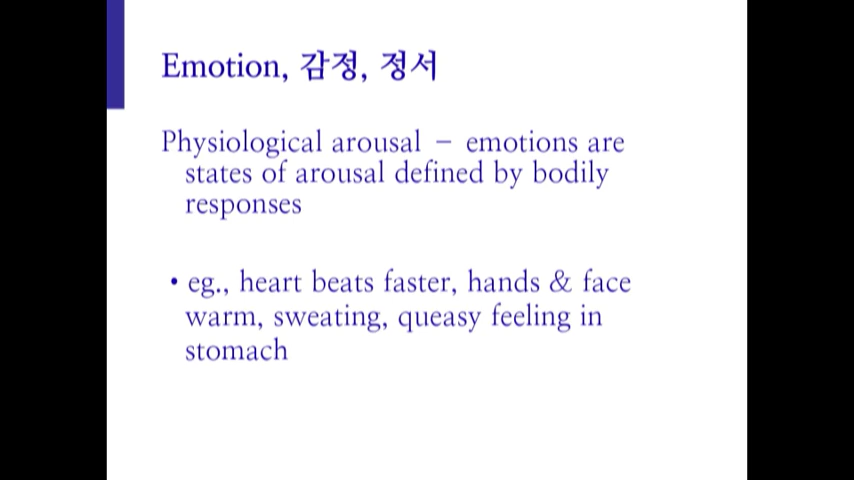 Emotion, 감정, 정서
Physiological arousal – emotions are
states of arousal defined by bodily
responses
• eg., heart beats faster, hands & face
warm, sweating, queasy feeling in
stomach